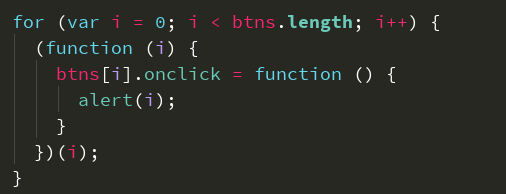 for (var i = 0; i < btns.length; i++) {
  (function (i) {
    btns[i].onclick = function () {
      alert(i);
    }
  })(i);
}